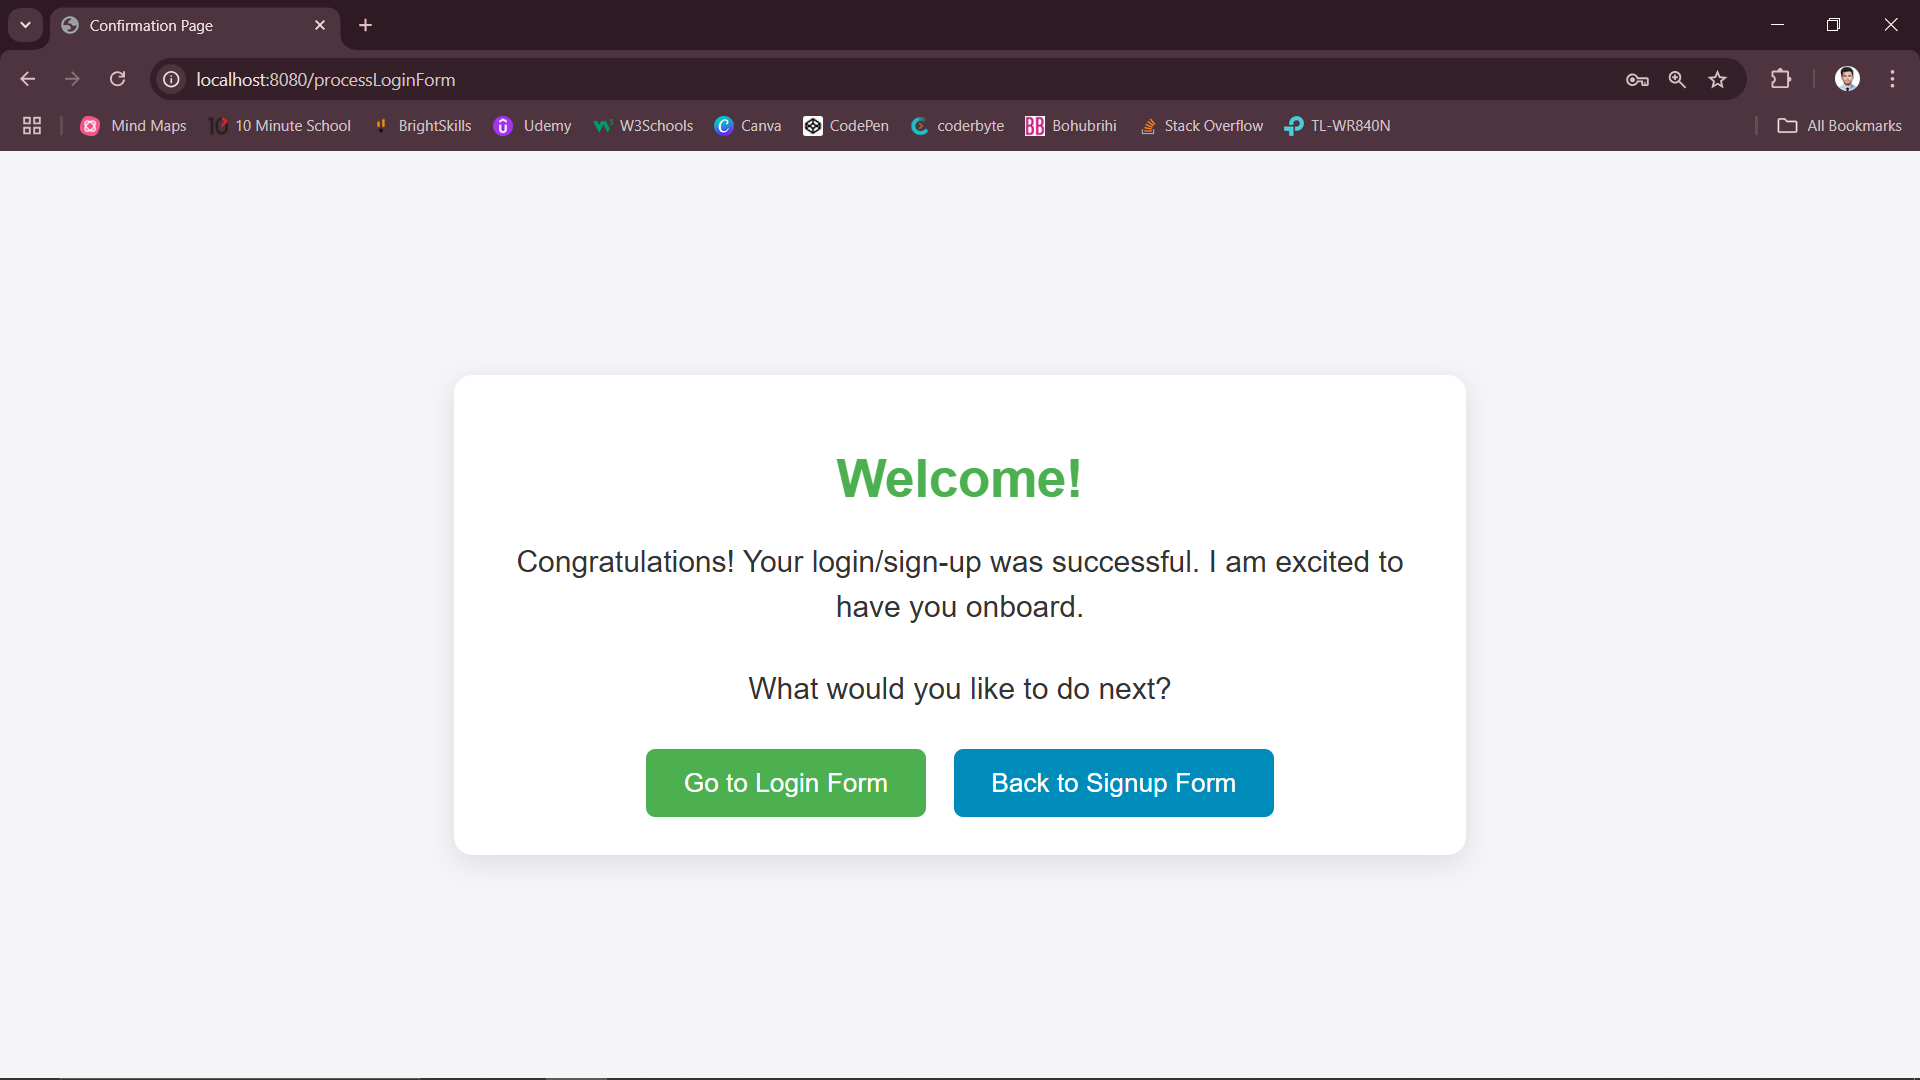 Confirmation Page
localhost:8080/processLoginForm
Mind Maps 10 Minute School BrightSkills Udemy W3Schools Canva CodePen coderbyte Bohubrihi Stack Overflow TL-WR840N All Bookmarks
Welcome!
Congratulations! Your login/sign-up was successful. I am excited to
have you onboard.
What would you like to do next?
Go to Login Form Back to Signup Form